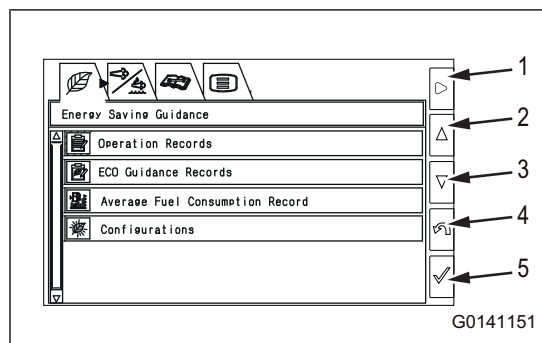 Energy Saving Guidance
Operation Records
ECO Guidance Records
Average Fuel Consumption Record
Configurations
1
2
3
4
5
G0141151